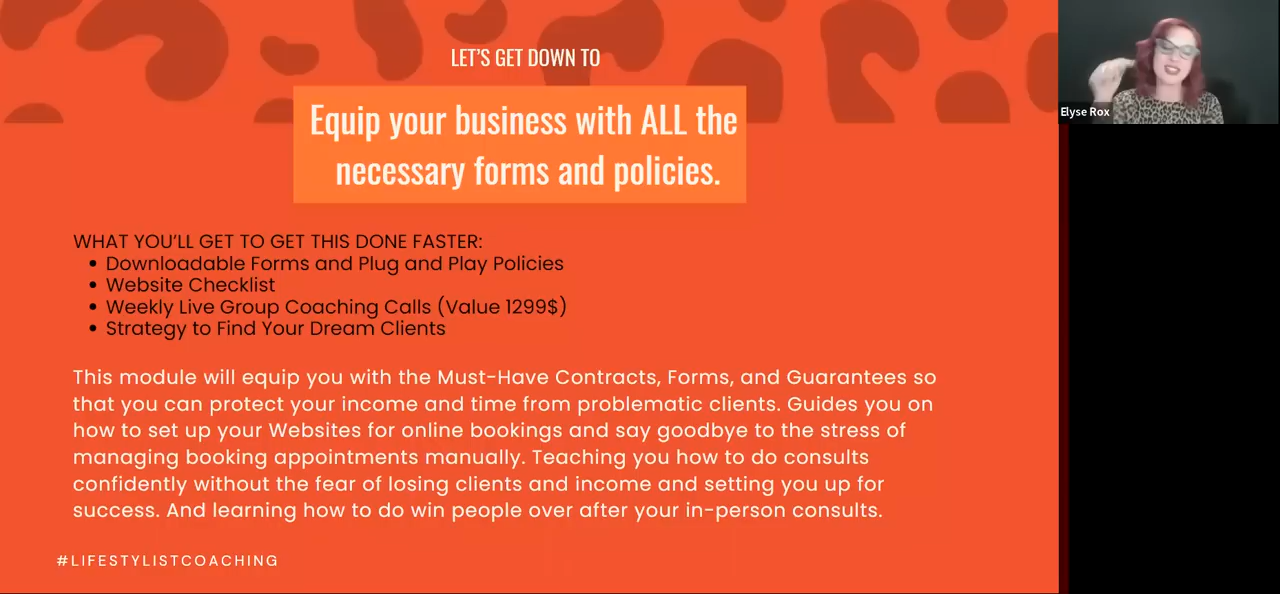 LET'S GET DOWN TO
Equip your business with ALL the
necessary forms and policies.
WHAT YOU'LL GET TO GET THIS DONE FASTER:
• Downloadable Forms and Plug and Play Policies
• Website Checklist
• Weekly Live Group Coaching Calls (Value 1299$)
• Strategy to Find Your Dream Clients
This module will equip you with the Must-Have Contracts, Forms, and Guarantees so
that you can protect your income and time from problematic clients. Guides you on
how to set up your Websites for online bookings and say goodbye to the stress of
managing booking appointments manually. Teaching you how to do consults
confidently without the fear of losing clients and income and setting you up for
success. And learning how to do win people over after your in-person consults.
#LIFESTYLISTCOACHING
Elyse Rox